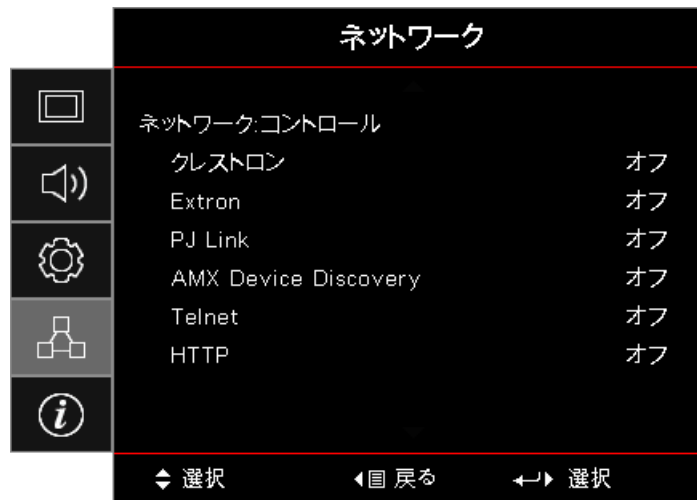 ネットワーク
ネットワーク:コントロール
クレストロン オフ
Extron オフ
PJ Link オフ
AMX Device Discovery オフ
Telnet オフ
HTTP オフ
選択 戻る 選択